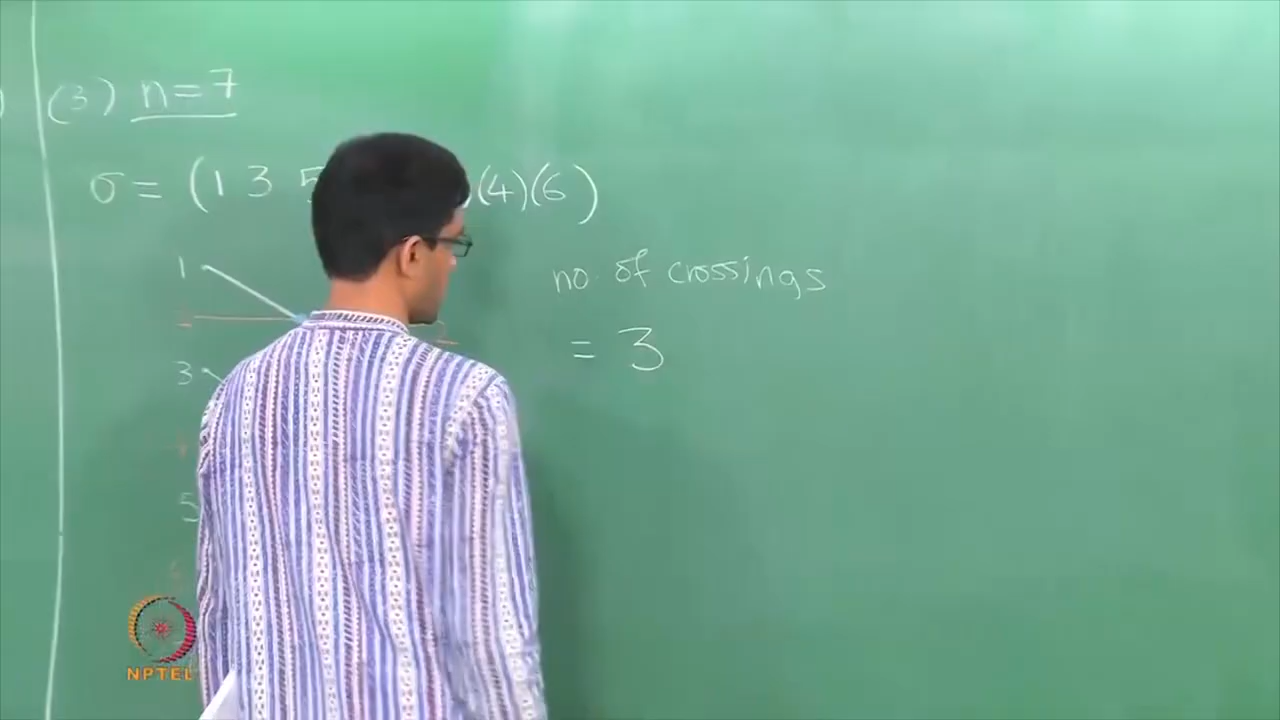 (3) n=7
σ = (1 3 5 (4)(6)
1
no. of crossings
3
= 3
5
NPTEL